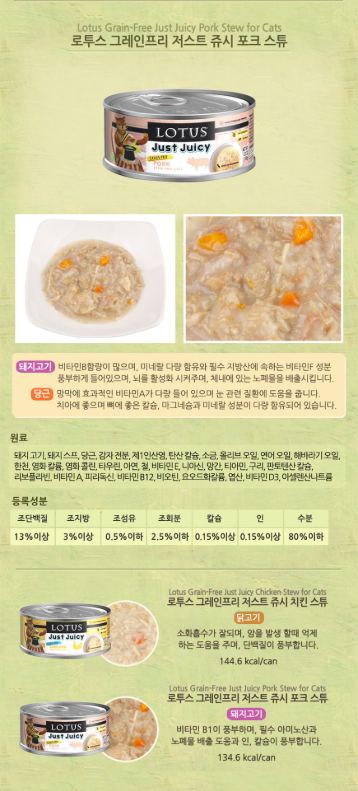 Lotus Grain-Free Just Juicy Pork Stew for Cats
로투스 그레인프리 저스트 쥬시 포크 스튜
LOTUS
Just Juicy
PORK
돼지고기 비타민B함량이 많으며, 미네랄 다량 함유와 필수 지방산에 속하는 비타민F 성분
풍부하게 들어있으며, 뇌를 활성화 시켜주며, 체내에 있는 노폐물을 배출시킵니다.
당근 망막에 효과적인 비타민A가 다량 들어 있으며 눈 관련 질환에 도움을 줍니다.
치아에 좋으며 뼈에 좋은 칼슘, 마그네슘과 미네랄 성분이 다량 함유되어 있습니다.
원료
돼지 고기, 돼지 스프, 당근, 감자 전분, 제1인산염, 탄산 칼슘, 소금, 올리브 오일, 연어 오일, 해바라기 오일,
한천, 염화 칼륨, 염화 콜린, 타우린, 아연, 철, 비타민 E, 니아신, 망간, 티아민, 구리, 판토텐산 칼슘,
리보플라빈, 비타민 A, 피리독신, 비타민 B12, 비오틴, 요오드화칼륨, 엽산, 비타민 D3, 아셀렌산나트륨
등록성분
조단백질 조지방 조섬유 조회분 칼슘 인 수분
13%이상 3%이상 0.5%이하 2.5%이하 0.15%이상 0.15%이상 80%이하
Lotus Grain-Free Just Juicy Chicken Stew for Cats
로투스 그레인프리 저스트 쥬시 치킨 스튜
닭고기
LOTUS
Just Juicy
소화흡수가 잘되며, 암을 발생 할때 억제
하는 도움을 주며, 단백질이 풍부합니다.
144.6 kcal/can
Lotus Grain-Free Just Juicy Pork Stew for Cats
로투스 그레인프리 저스트 쥬시 포크 스튜
돼지고기
LOTUS
Just Juicy
비타민 B1이 풍부하며, 필수 아미노산과
노폐물 배출 도움과 인, 칼슘이 풍부합니다.
134.6 kcal/can